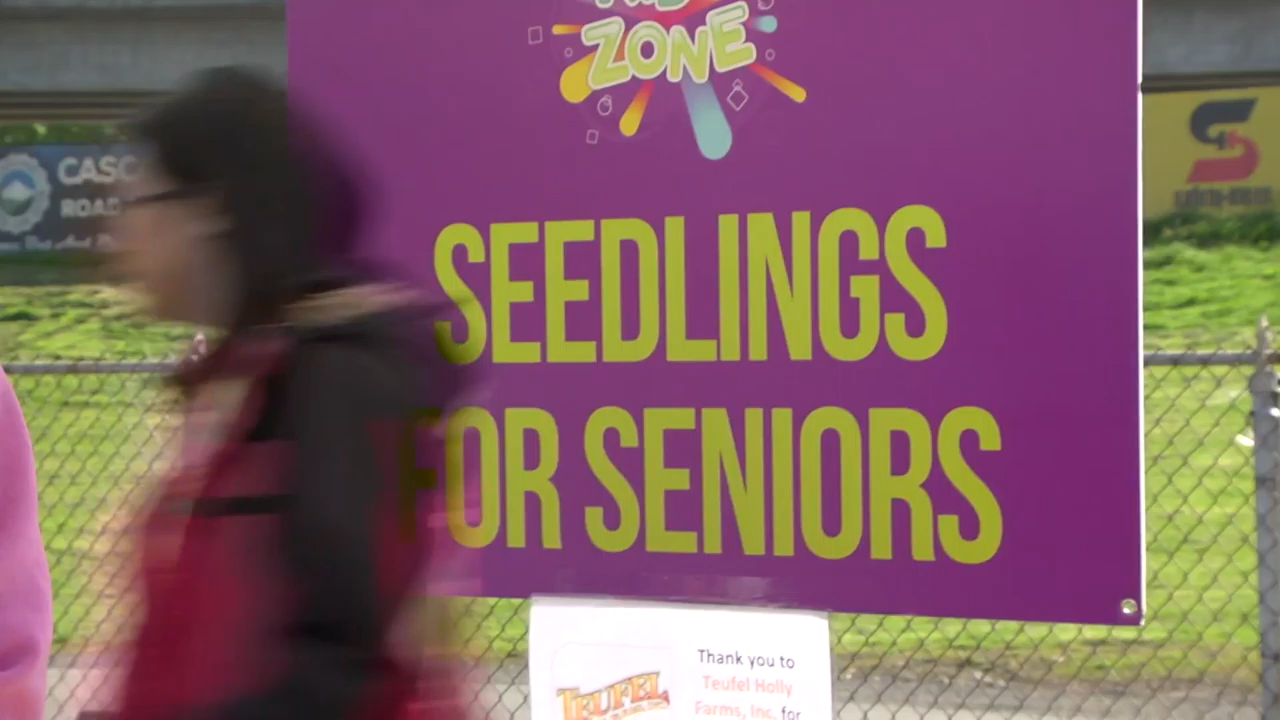 ZONE
CASC
ROAD
SEEDLINGS
FOR SENIORS
Thank you to
TEUFEL
Teufel Holly
Farms, Inc. for